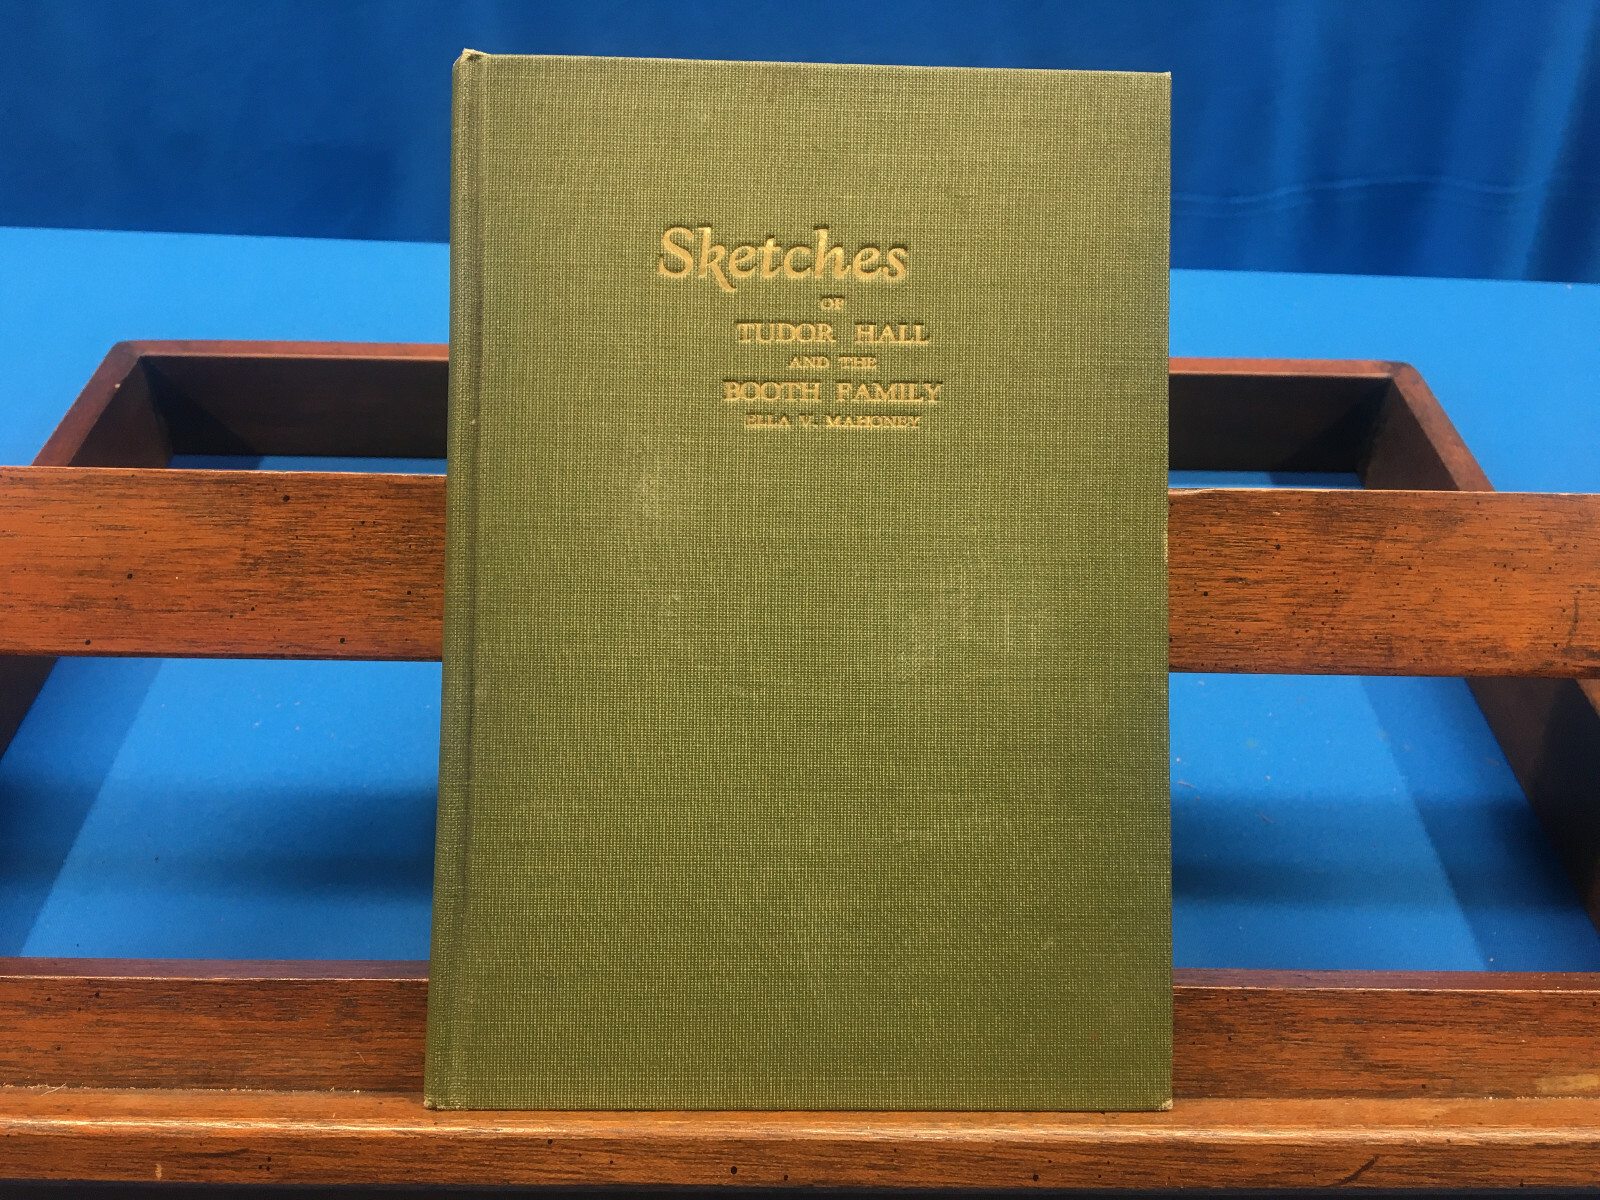 Sketches
OF
TUDOR HALL
AND THE
BOOTH FAMILY
ELLA V. MAHONEY